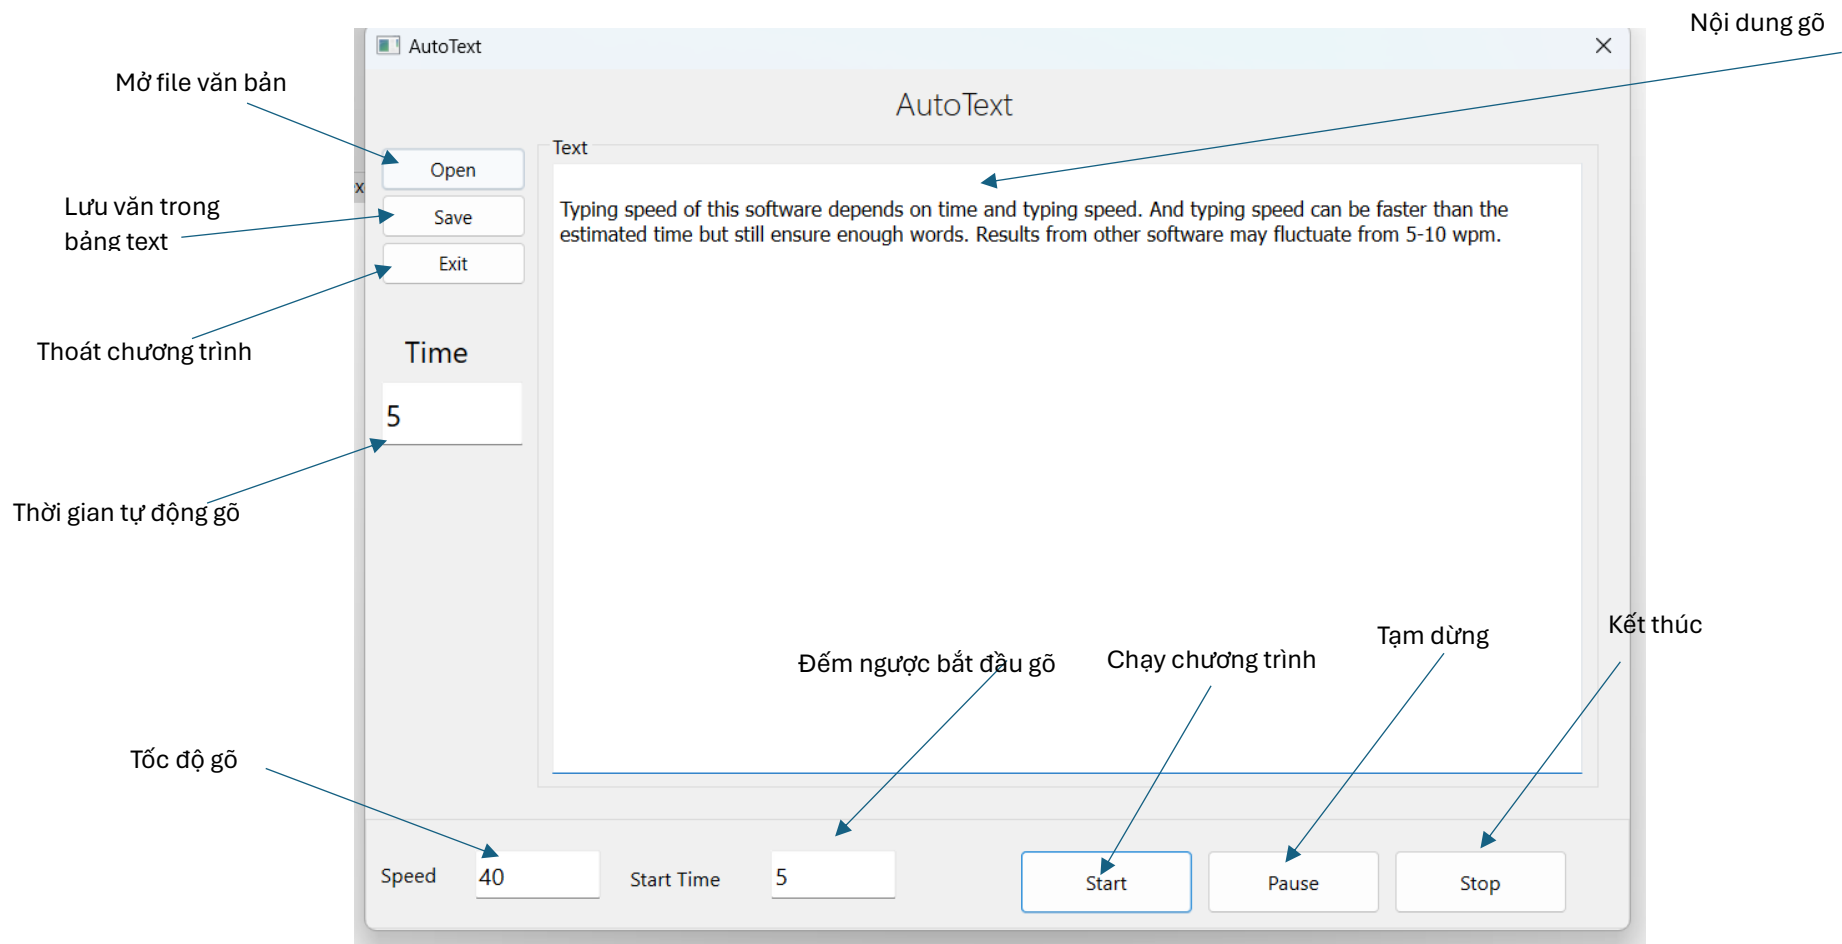 Nội dung gõ
AutoText
Mở file văn bản
AutoText
Text
Open
Lưu văn trong
bảng text
Save
Typing speed of this software depends on time and typing speed. And typing speed can be faster than the
estimated time but still ensure enough words. Results from other software may fluctuate from 5-10 wpm.
Exit
Thoát chương trình
Time
5
Thời gian tự động gõ
Đếm ngược bắt đầu gõ
Chạy chương trình
Tạm dừng
Kết thúc
Tốc độ gõ
Speed
40
Start Time
5
Start
Pause
Stop